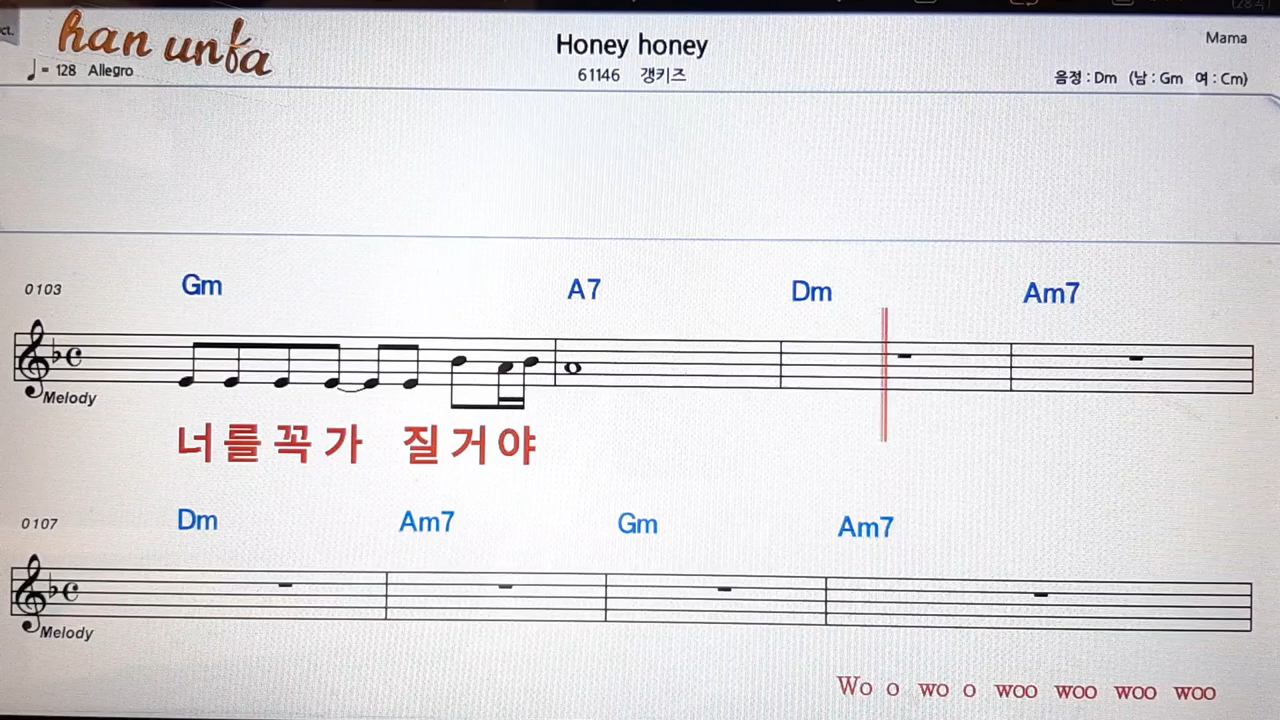 ct.
han unfa
Honey honey
Mama
♩ = 128 Allegro
61146 갱키즈
음정 : Dm (남 : Gm 여 : Cm)
0103 Gm A7 Dm Am7
Melody
너를꼭가 질거야
0107 Dm Am7 Gm Am7
Melody
Wo o wo o woo woo woo woo